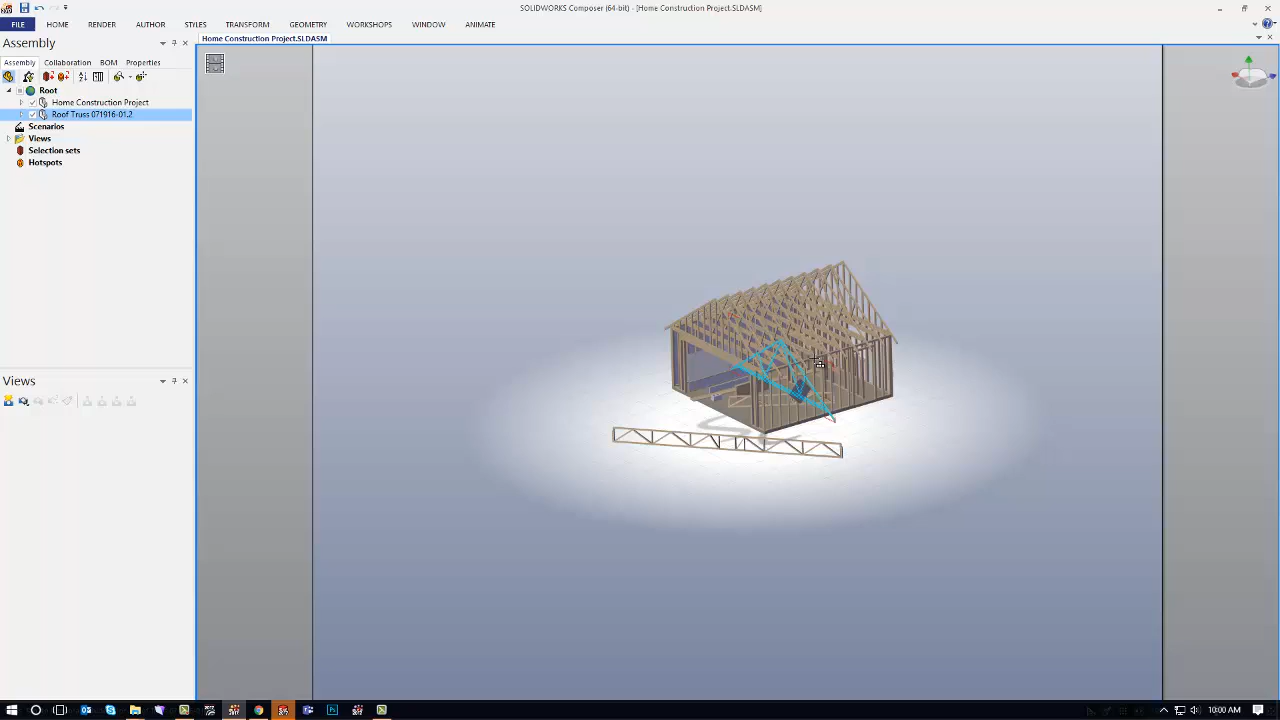 SOLIDWORKS Composer (64-bit) - [Home Construction Project.SLDASM]
FILE HOME RENDER AUTHOR STYLES TRANSFORM GEOMETRY WORKSHOPS WINDOW ANIMATE
Assembly
Home Construction Project.SLDASM
Assembly Collaboration BOM Properties
Root
Home Construction Project
Roof Truss 071916-01.2
Scenarios
Views
Selection sets
Hotspots
Views
10:00 AM